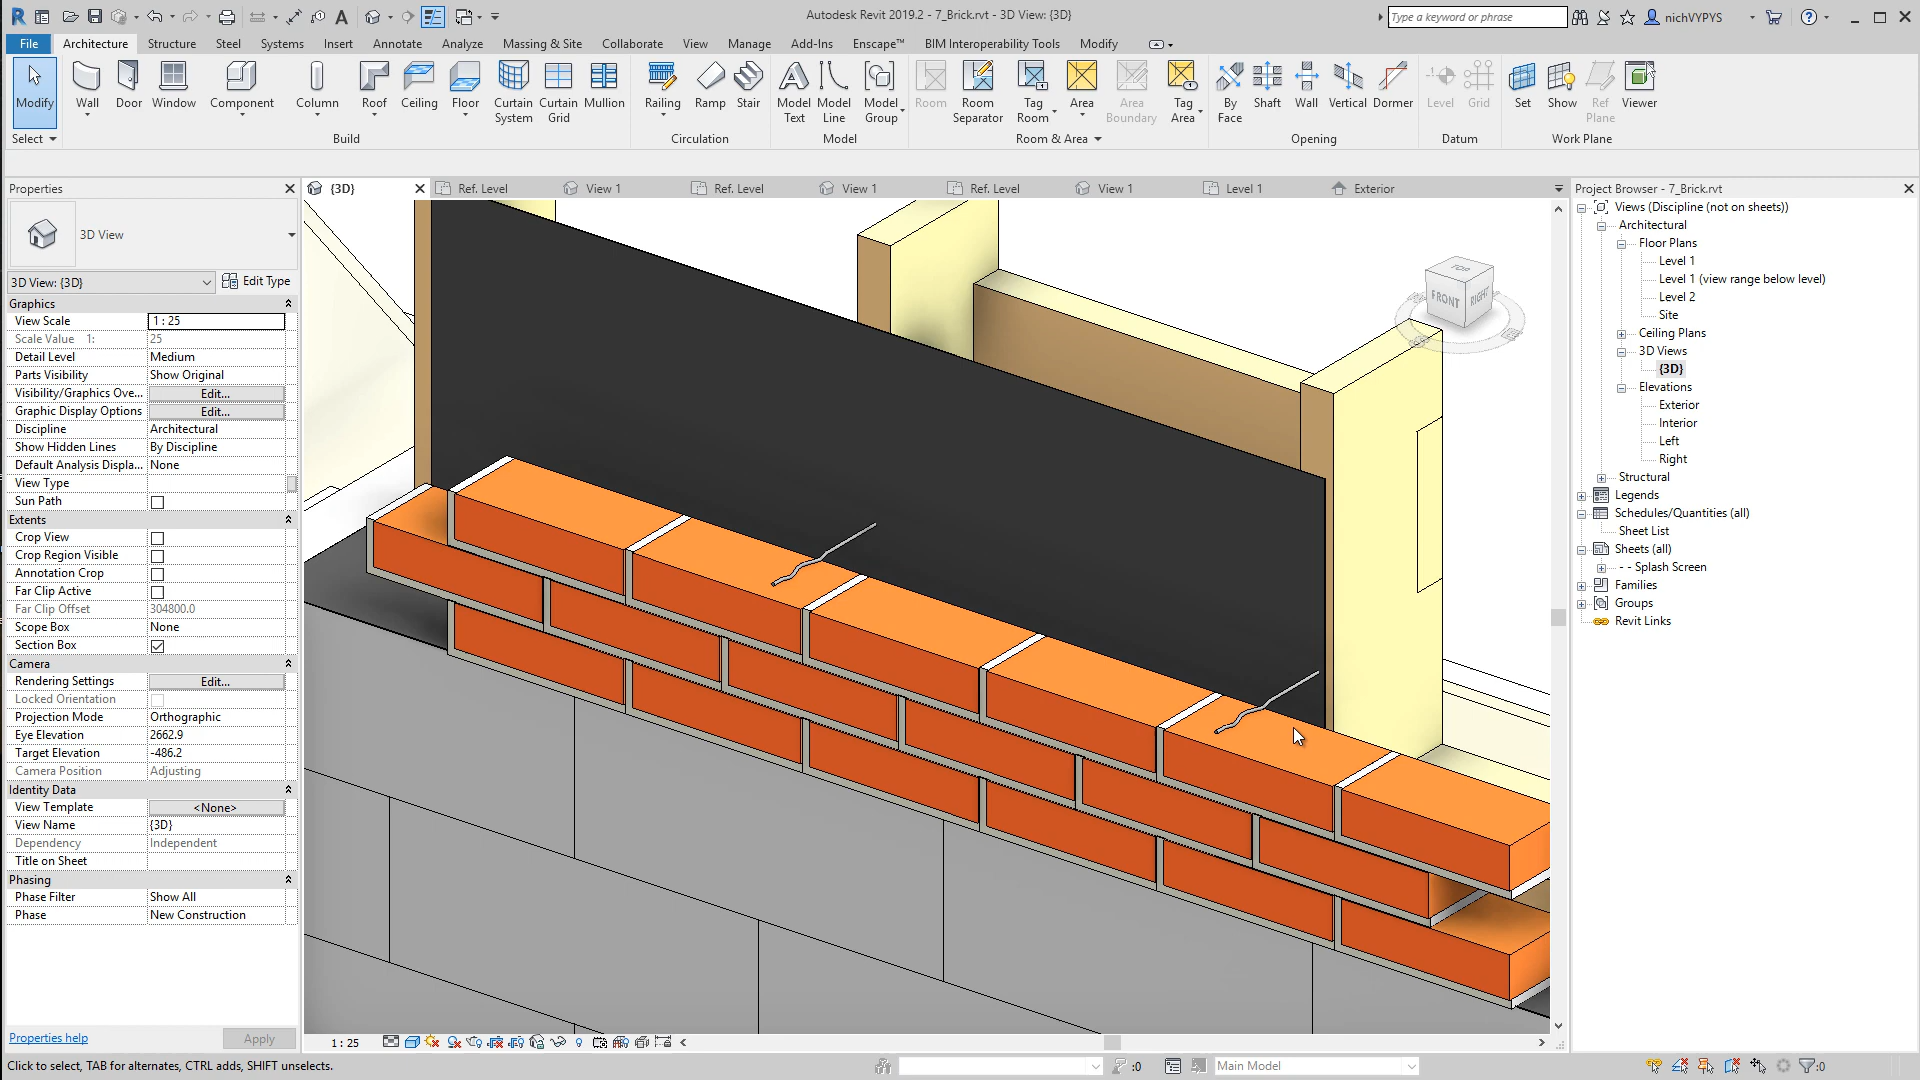 Autodesk Revit 2019.2 - 7_Brick.rvt - 3D View: {3D}
Type a keyword or phrase
nichVYPYS
File Architecture Structure Steel Systems Insert Annotate Analyze Massing & Site Collaborate View Manage Add-Ins Enscape™ BIM Interoperability Tools Modify
Modify Wall Door Window Component Column Roof Ceiling Floor Curtain System Curtain Grid Mullion Railing Ramp Stair Model Text Model Line Model Group Room Room Separator Tag Room Area Area Boundary Tag Area By Face Shaft Wall Vertical Dormer Level Grid Set Show Ref Plane Viewer
Select Build Circulation Model Room & Area Opening Datum Work Plane
Properties
3D View
3D View: {3D} Edit Type
Graphics
View Scale 1 : 25
Scale Value 1: 25
Detail Level Medium
Parts Visibility Show Original
Visibility/Graphics Ove... Edit...
Graphic Display Options Edit...
Discipline Architectural
Show Hidden Lines By Discipline
Default Analysis Displa... None
View Type
Sun Path
Extents
Crop View
Crop Region Visible
Annotation Crop
Far Clip Active
Far Clip Offset 304800.0
Scope Box None
Section Box
Camera
Rendering Settings Edit...
Locked Orientation
Projection Mode Orthographic
Eye Elevation 2662.9
Target Elevation -486.2
Camera Position Adjusting
Identity Data
View Template <None>
View Name {3D}
Dependency Independent
Title on Sheet
Phasing
Phase Filter Show All
Phase New Construction
Properties help Apply
{3D} Ref. Level View 1 Ref. Level View 1 Ref. Level View 1 Level 1 Exterior
TOP
FRONT RIGHT
1 : 25
Project Browser - 7_Brick.rvt
Views (Discipline (not on sheets))
Architectural
Floor Plans
Level 1
Level 1 (view range below level)
Level 2
Site
Ceiling Plans
3D Views
{3D}
Elevations
Exterior
Interior
Left
Right
Structural
Legends
Schedules/Quantities (all)
Sheet List
Sheets (all)
- - Splash Screen
Families
Groups
Revit Links
Click to select, TAB for alternates, CTRL adds, SHIFT unselects. :0 Main Model :0